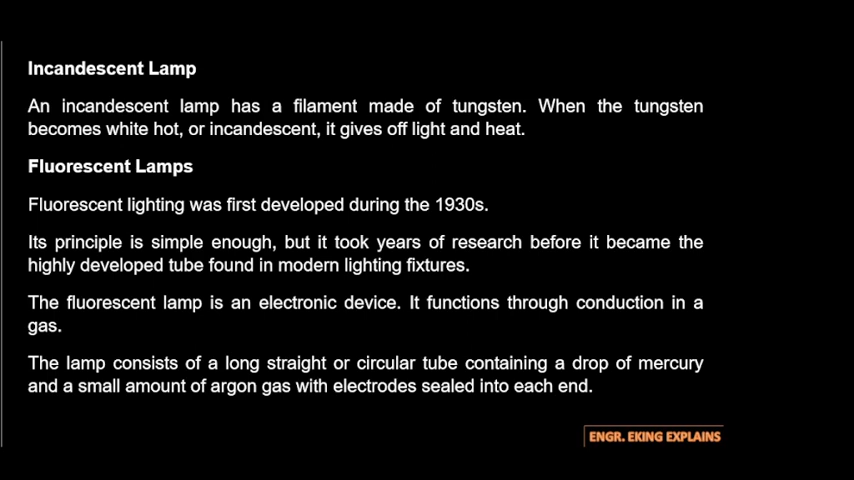 Incandescent Lamp
An incandescent lamp has a filament made of tungsten. When the tungsten
becomes white hot, or incandescent, it gives off light and heat.
Fluorescent Lamps
Fluorescent lighting was first developed during the 1930s.
Its principle is simple enough, but it took years of research before it became the
highly developed tube found in modern lighting fixtures.
The fluorescent lamp is an electronic device. It functions through conduction in a
gas.
The lamp consists of a long straight or circular tube containing a drop of mercury
and a small amount of argon gas with electrodes sealed into each end.
ENGR. EKING EXPLAINS